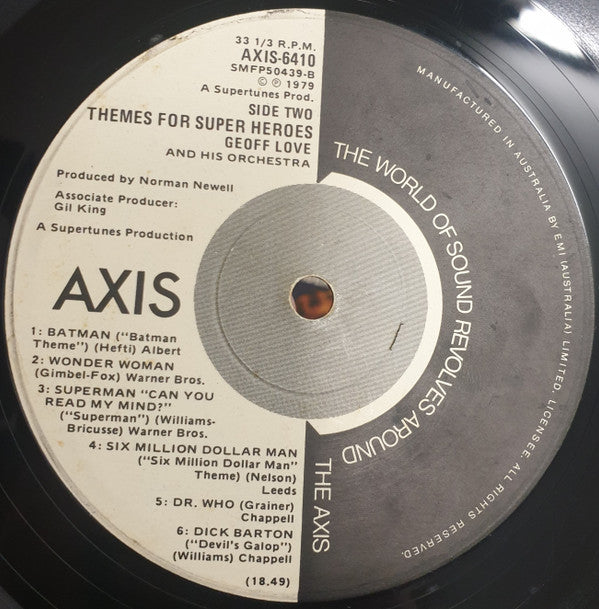 33 1/3 R.P.M.
AXIS-6410
SMFP50439-B
© ℗ 1979
A Supertunes Prod.
SIDE TWO
THEMES FOR SUPER HEROES
GEOFF LOVE
AND HIS ORCHESTRA
Produced by Norman Newell
Associate Producer:
Gil King
A Supertunes Production
AXIS
1: BATMAN ("Batman
Theme") (Hefti) Albert
2: WONDER WOMAN
(Gimbel-Fox) Warner Bros.
3: SUPERMAN "CAN YOU
READ MY MIND?"
("Superman") (Williams-
Bricusse) Warner Bros.
4: SIX MILLION DOLLAR MAN
("Six Million Dollar Man"
Theme) (Nelson)
Leeds
5: DR. WHO (Grainer)
Chappell
6: DICK BARTON
("Devil's Galop")
(Williams) Chappell
(18.49)
THE WORLD OF SOUND REVOLVES AROUND
THE AXIS
MANUFACTURED IN AUSTRALIA BY EMI (AUSTRALIA) LIMITED, LICENSEE. ALL RIGHTS RESERVED.